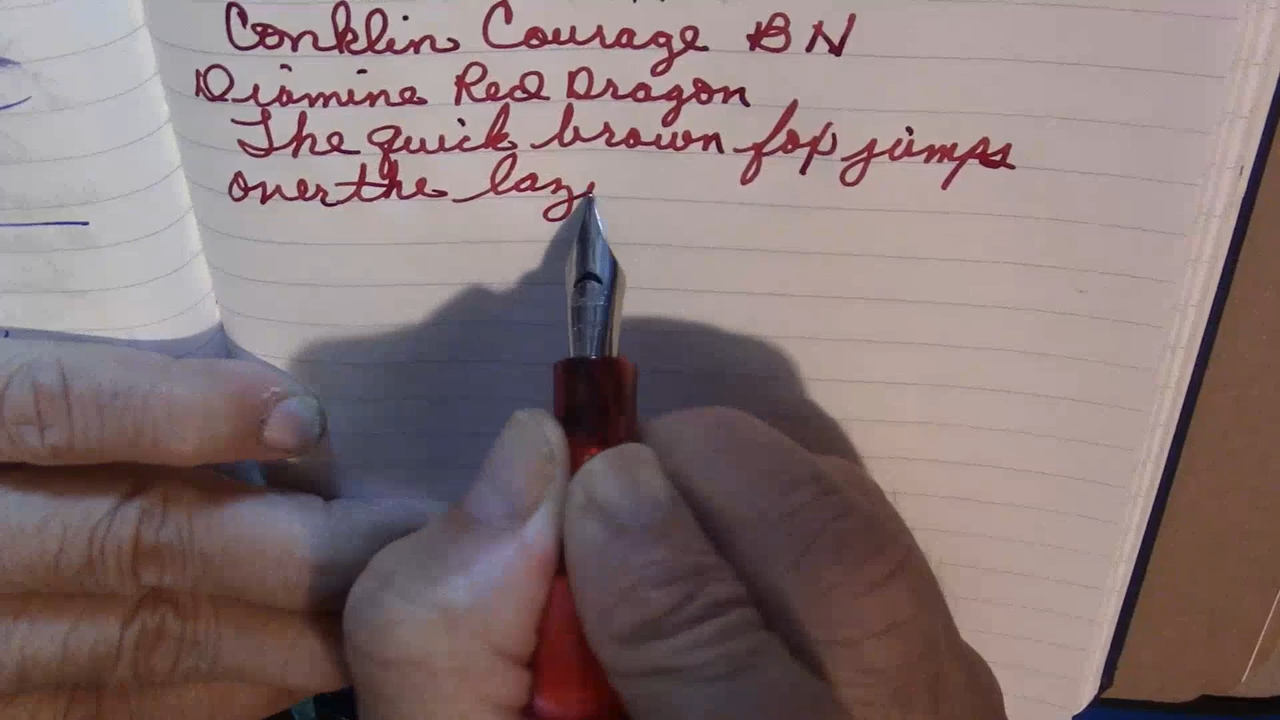 Conklin Courage BN
Diamine Red Dragon
The quick brown fox jumps
over the laz